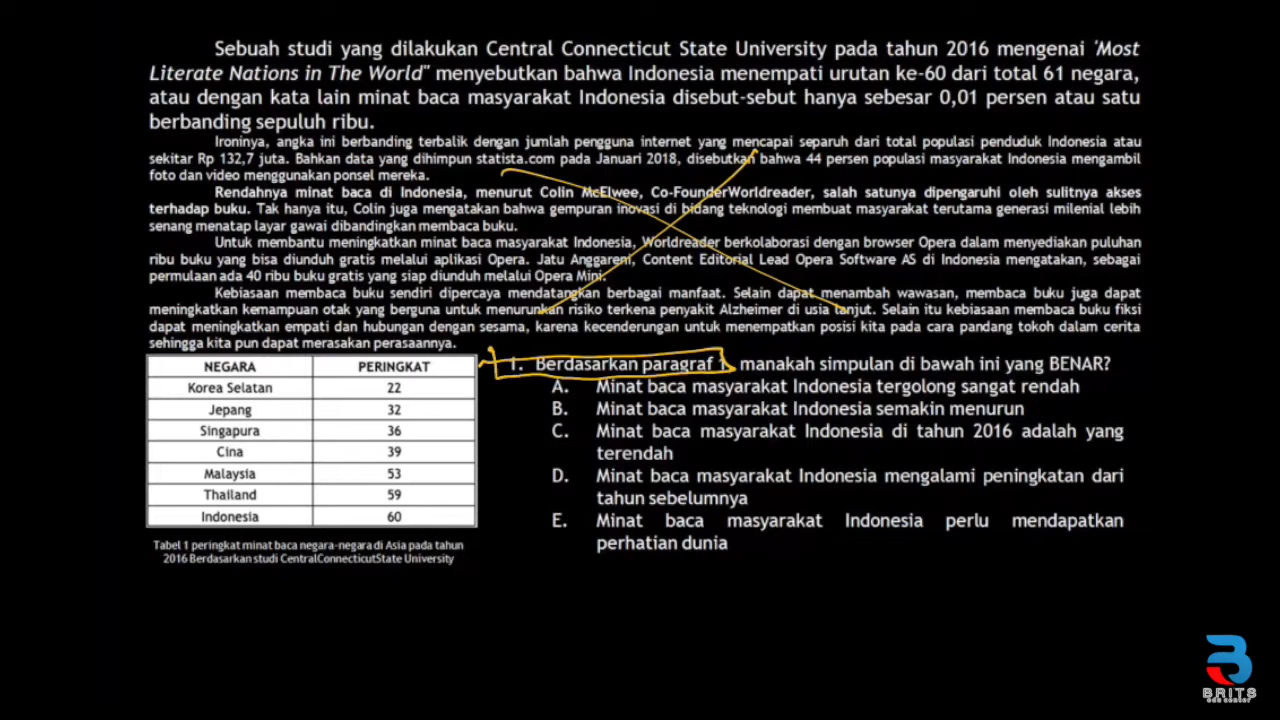 Sebuah studi yang dilakukan Central Connecticut State University pada tahun 2016 mengenai 'Most
Literate Nations in The World" menyebutkan bahwa Indonesia menempati urutan ke-60 dari total 61 negara,
atau dengan kata lain minat baca masyarakat Indonesia disebut-sebut hanya sebesar 0,01 persen atau satu
berbanding sepuluh ribu.
Ironinya, angka ini berbanding terbalik dengan jumlah pengguna internet yang mencapai separuh dari total populasi penduduk Indonesia atau
sekitar Rp 132,7 juta. Bahkan data yang dihimpun statista.com pada Januari 2018, disebutkan bahwa 44 persen populasi masyarakat Indonesia mengambil
foto dan video menggunakan ponsel mereka.
Rendahnya minat baca di Indonesia, menurut Colin McElwee, Co-FounderWorldreader, salah satunya dipengaruhi oleh sulitnya akses
terhadap buku. Tak hanya itu, Colin juga mengatakan bahwa gempuran inovasi di bidang teknologi membuat masyarakat terutama generasi milenial lebih
senang menatap layar gawai dibandingkan membaca buku.
Untuk membantu meningkatkan minat baca masyarakat Indonesia, Worldreader berkolaborasi dengan browser Opera dalam menyediakan puluhan
ribu buku yang bisa diunduh gratis melalui aplikasi Opera. Jatu Anggareni, Content Editorial Lead Opera Software AS di Indonesia mengatakan, sebagai
permulaan ada 40 ribu buku gratis yang siap diunduh melalui Opera Mini.
Kebiasaan membaca buku sendiri dipercaya mendatangkan berbagai manfaat. Selain dapat menambah wawasan, membaca buku juga dapat
meningkatkan kemampuan otak yang berguna untuk menurunkan risiko terkena penyakit Alzheimer di usia lanjut. Selain itu kebiasaan membaca buku fiksi
dapat meningkatkan empati dan hubungan dengan sesama, karena kecenderungan untuk menempatkan posisi kita pada cara pandang tokoh dalam cerita
sehingga kita pun dapat merasakan perasaannya.
NEGARA PERINGKAT
Korea Selatan 22
Jepang 32
Singapura 36
Cina 39
Malaysia 53
Thailand 59
Indonesia 60
Tabel 1 peringkat minat baca negara-negara di Asia pada tahun
2016 Berdasarkan studi CentralConnecticutState University
1. Berdasarkan paragraf 1, manakah simpulan di bawah ini yang BENAR?
A. Minat baca masyarakat Indonesia tergolong sangat rendah
B. Minat baca masyarakat Indonesia semakin menurun
C. Minat baca masyarakat Indonesia di tahun 2016 adalah yang
terendah
D. Minat baca masyarakat Indonesia mengalami peningkatan dari
tahun sebelumnya
E. Minat baca masyarakat Indonesia perlu mendapatkan
perhatian dunia
BRITS
edu center